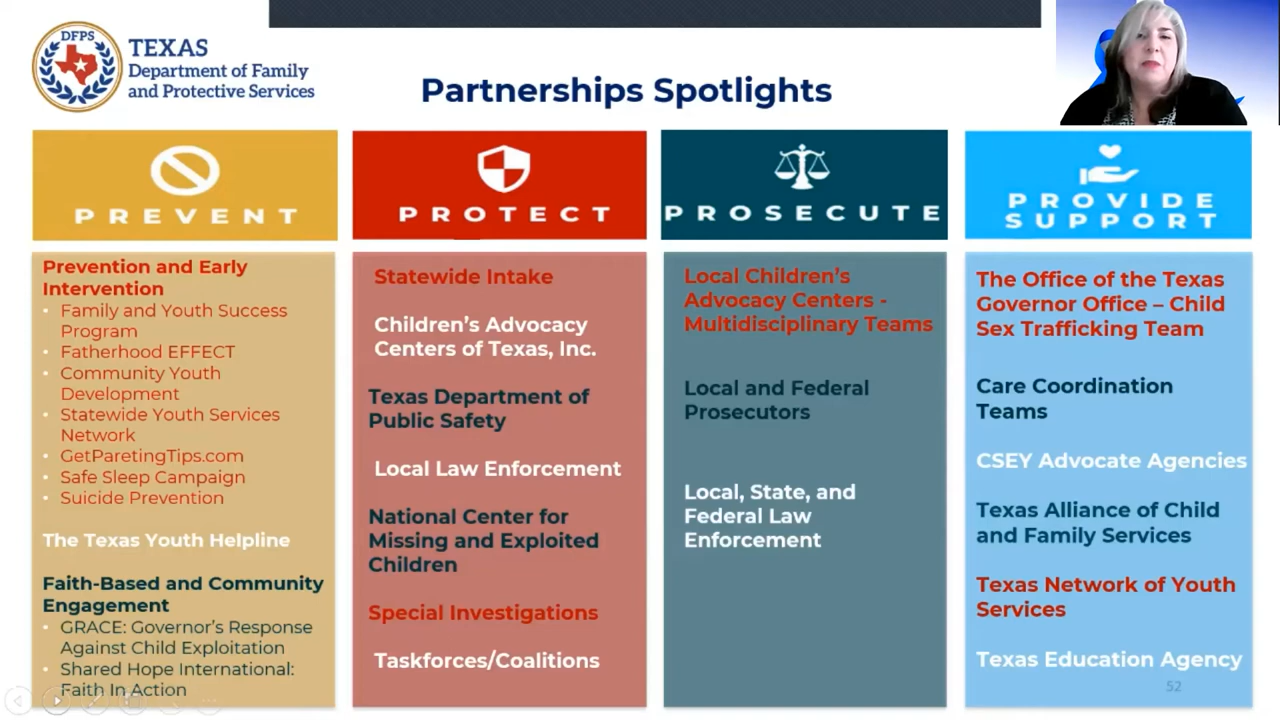 DFPS
TEXAS
Department of Family
and Protective Services
Partnerships Spotlights
PREVENT
Prevention and Early
Intervention
• Family and Youth Success
Program
• Fatherhood EFFECT
• Community Youth
Development
• Statewide Youth Services
Network
• GetParetingTips.com
• Safe Sleep Campaign
• Suicide Prevention
The Texas Youth Helpline
Faith-Based and Community
Engagement
• GRACE: Governor's Response
Against Child Exploitation
• Shared Hope International:
Faith In Action
PROTECT
Statewide Intake
Children's Advocacy
Centers of Texas, Inc.
Texas Department of
Public Safety
Local Law Enforcement
National Center for
Missing and Exploited
Children
Special Investigations
Taskforces/Coalitions
PROSECUTE
Local Children's
Advocacy Centers -
Multidisciplinary Teams
Local and Federal
Prosecutors
Local, State, and
Federal Law
Enforcement
PROVIDE
SUPPORT
The Office of the Texas
Governor Office – Child
Sex Trafficking Team
Care Coordination
Teams
CSEY Advocate Agencies
Texas Alliance of Child
and Family Services
Texas Network of Youth
Services
Texas Education Agency
52